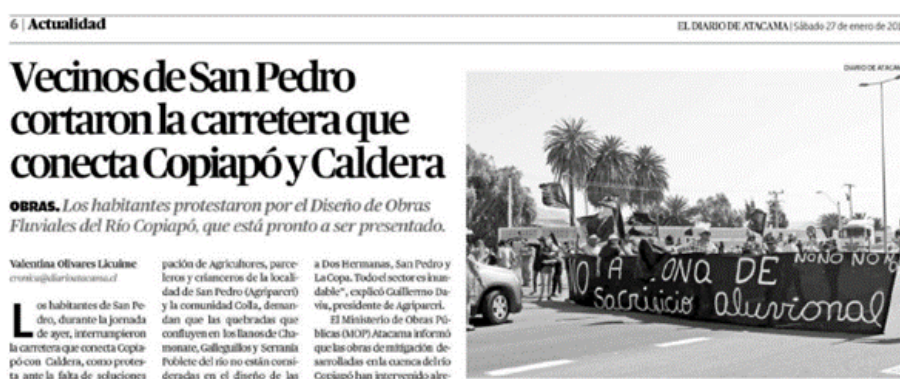 6 | Actualidad
EL DIARIO DE ATACAMA | Sábado 27 de enero de 201
Vecinos de San Pedro
cortaron la carretera que
conecta Copiapó y Caldera
OBRAS. Los habitantes protestaron por el Diseño de Obras
Fluviales del Río Copiapó, que está pronto a ser presentado.
Valentina Olivares Licuime
cronica@diarioatacama.cl
Los habitantes de San Pe-
dro, durante la jornada
de ayer, interrumpieron
la carretera que conecta Copia-
pó con Caldera, como protes-
ta ante la falta de soluciones
pación de Agricultores, parce-
leros y crianceros de la locali-
dad de San Pedro (Agriparcri)
y la comunidad Colla, deman-
dan que las quebradas que
confluyen en los llanos de Cha-
monate, Galleguillos y Serranía
Poblete del río no están consi-
deradas en el diseño de las
a Dos Hermanas, San Pedro y
La Copa. Todo el sector es inun-
dable", explicó Guillermo Da-
viu, presidente de Agriparcri.
El Ministerio de Obras Pú-
blicas (MOP) Atacama informó
que las obras de mitigación de-
sarrolladas en la cuenca del río
Copiapó han intervenido alre-
DIARIO DE ATACAM
NO NO NO N
A ONA DE
sacrificio aluvional